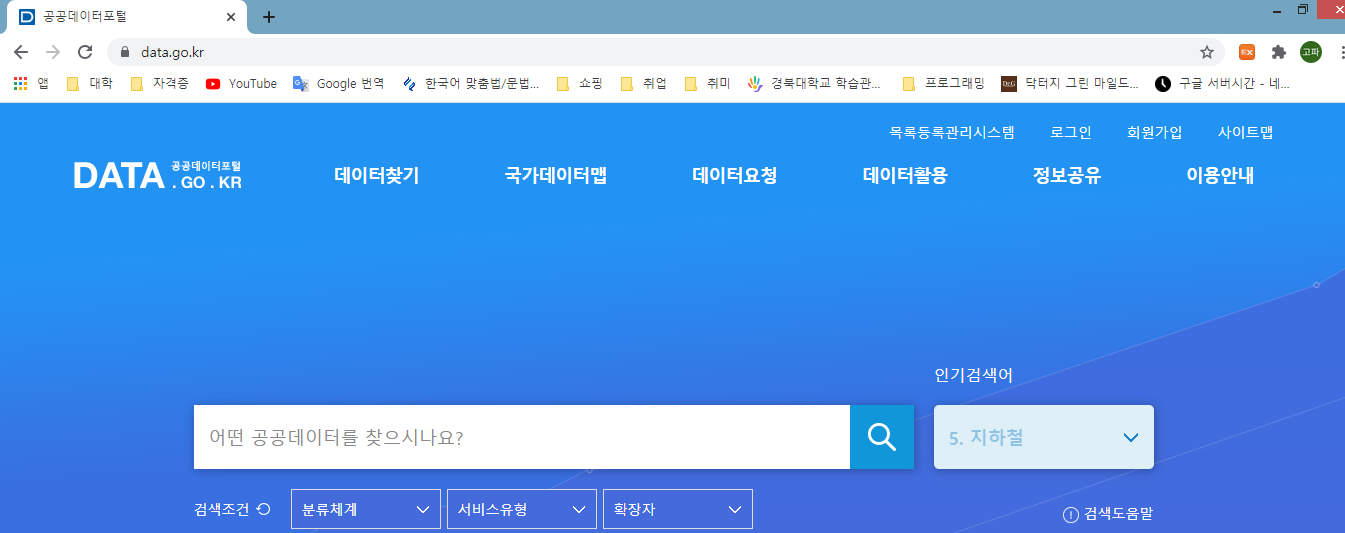 공공데이터포털
data.go.kr
앱 대학 자격증 YouTube Google 번역 한국어 맞춤법/문법... 쇼핑 취업 취미 경북대학교 학습관... 프로그래밍 닥터지 그린 마일드... 구글 서버시간 - 네...
고파
목록등록관리시스템 로그인 회원가입 사이트맵
DATA 공공데이터포털 . GO . KR
데이터찾기 국가데이터맵 데이터요청 데이터활용 정보공유 이용안내
인기검색어
어떤 공공데이터를 찾으시나요?
5. 지하철
검색조건 분류체계 서비스유형 확장자
검색도움말